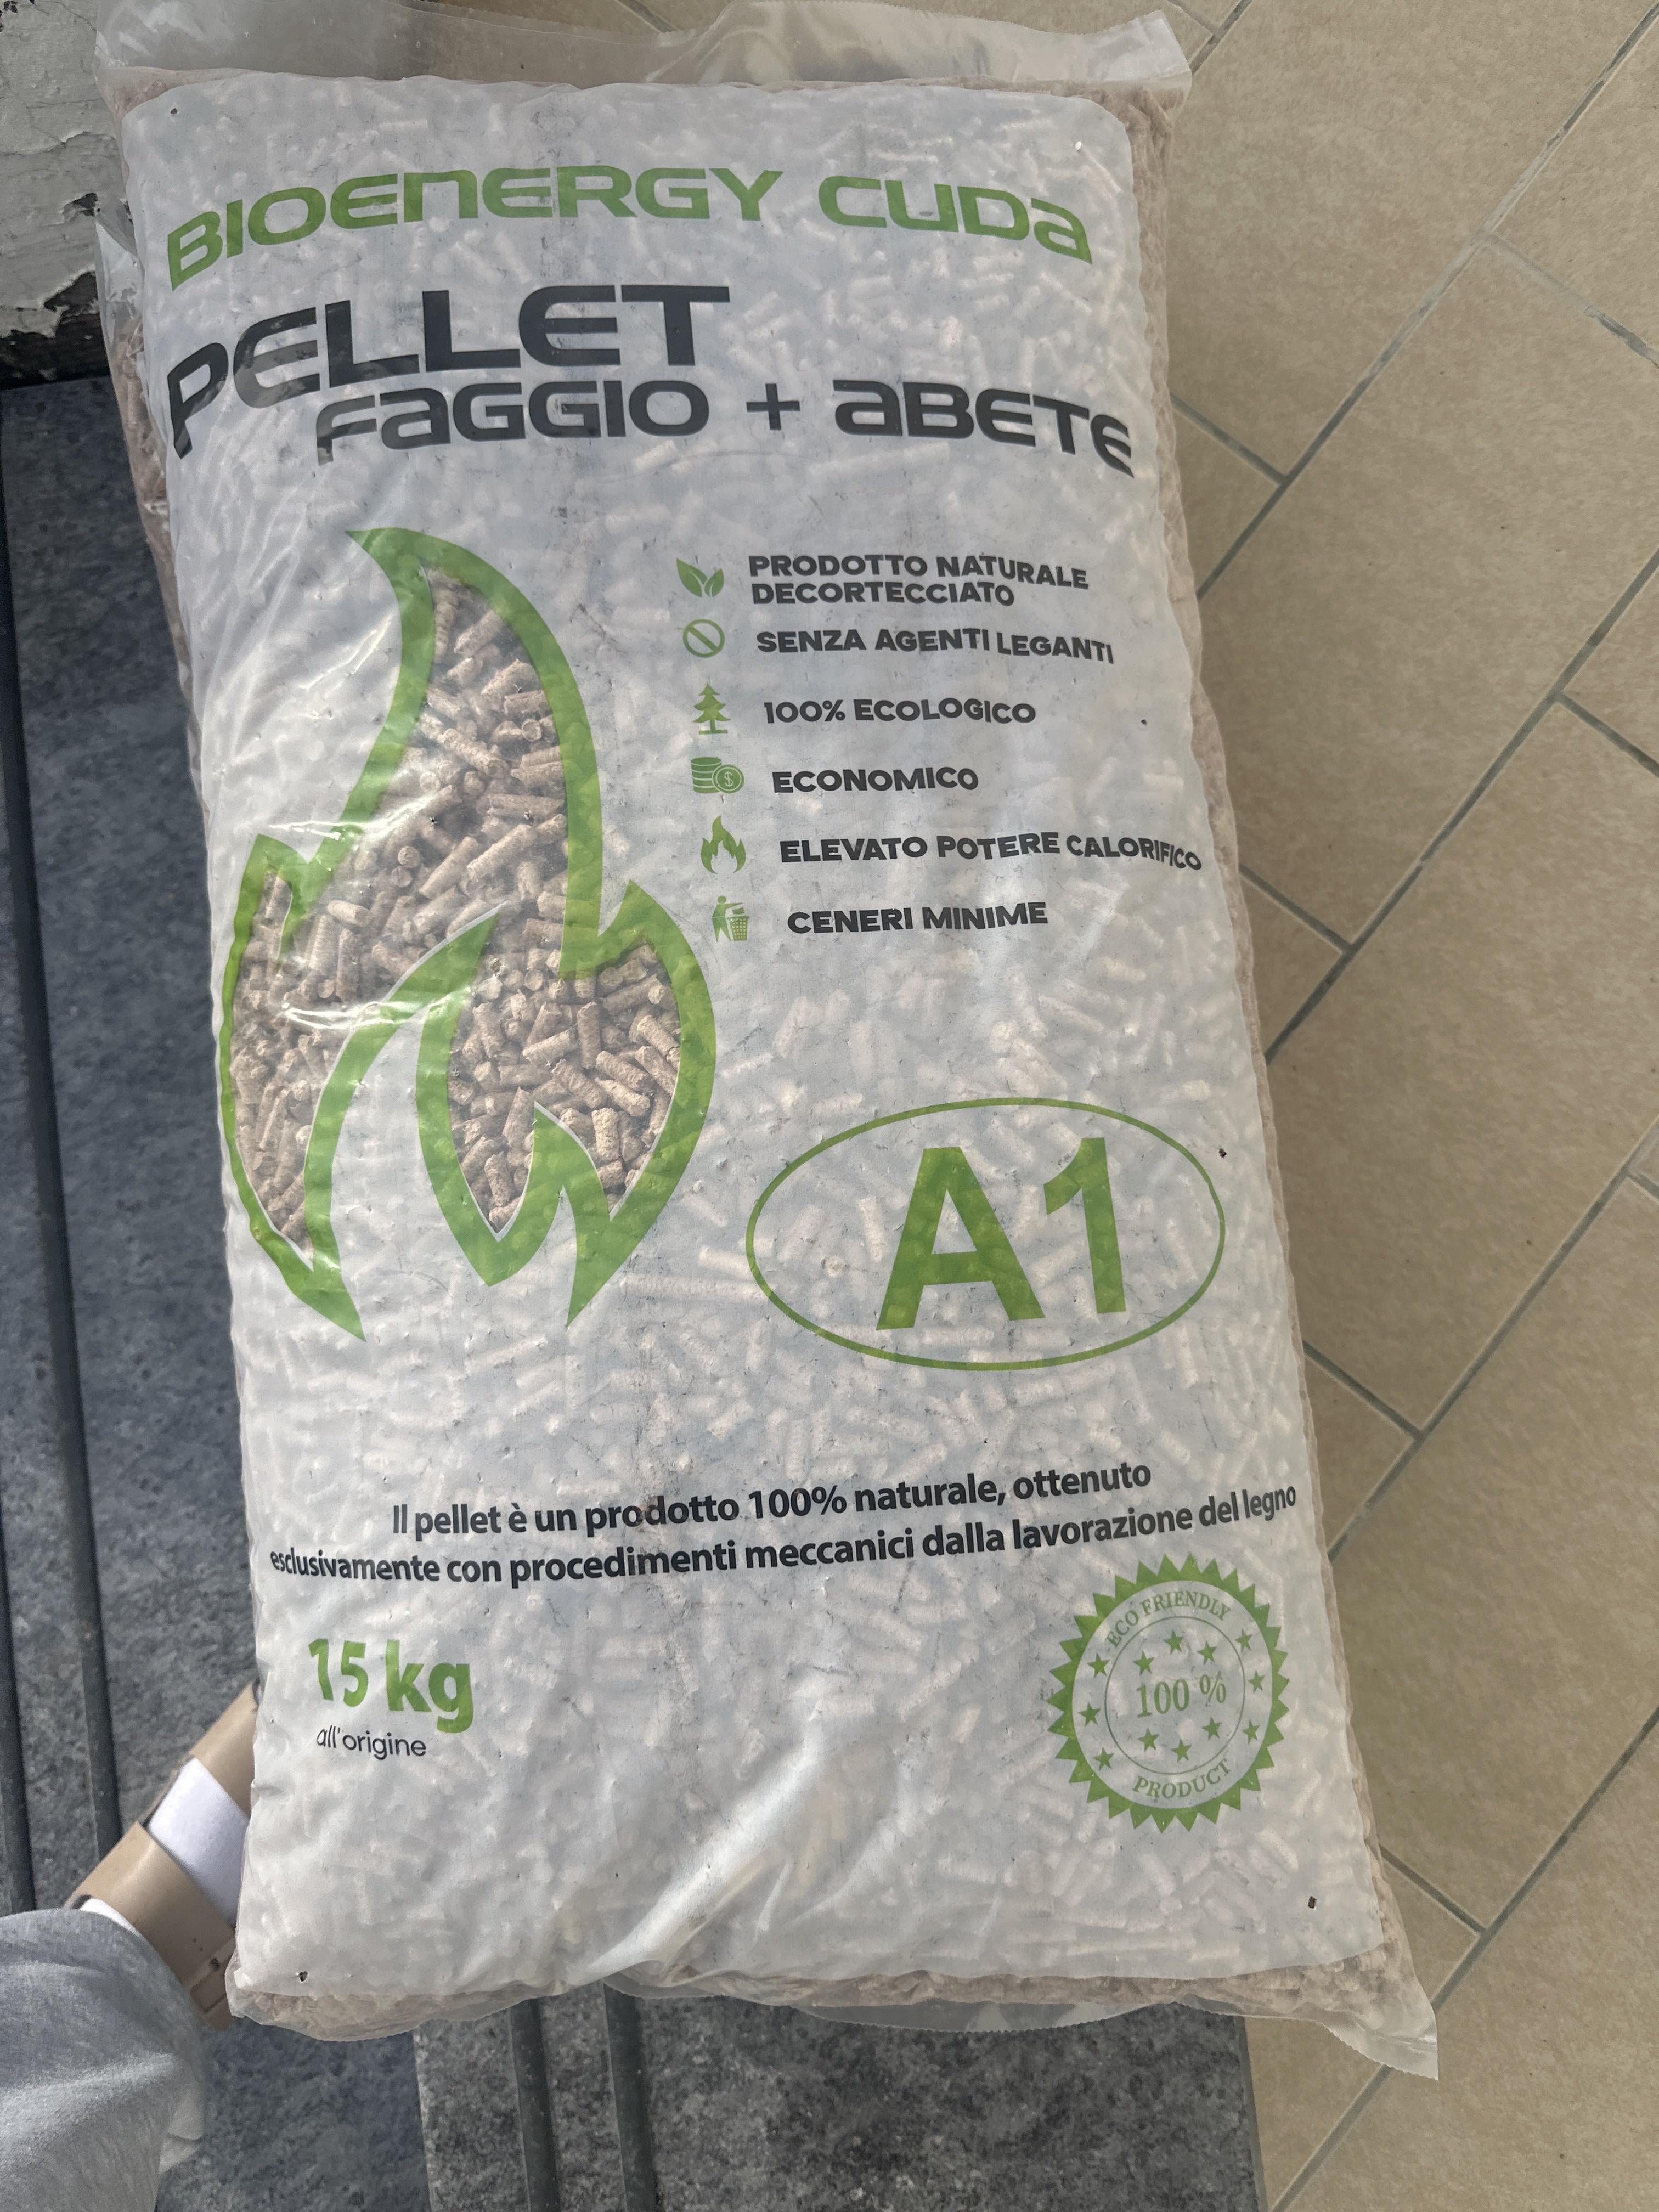 BIOENERGY CUDA
PELLET
FAGGIO + ABETE
PRODOTTO NATURALE
DECORTECCIATO
SENZA AGENTI LEGANTI
100% ECOLOGICO
$
ECONOMICO
ELEVATO POTERE CALORIFICO
CENERI MINIME
A1
Il pellet è un prodotto 100% naturale, ottenuto
esclusivamente con procedimenti meccanici dalla lavorazione del legno
15 kg
all'origine
ECO FRIENDLY
100 %
PRODUCT